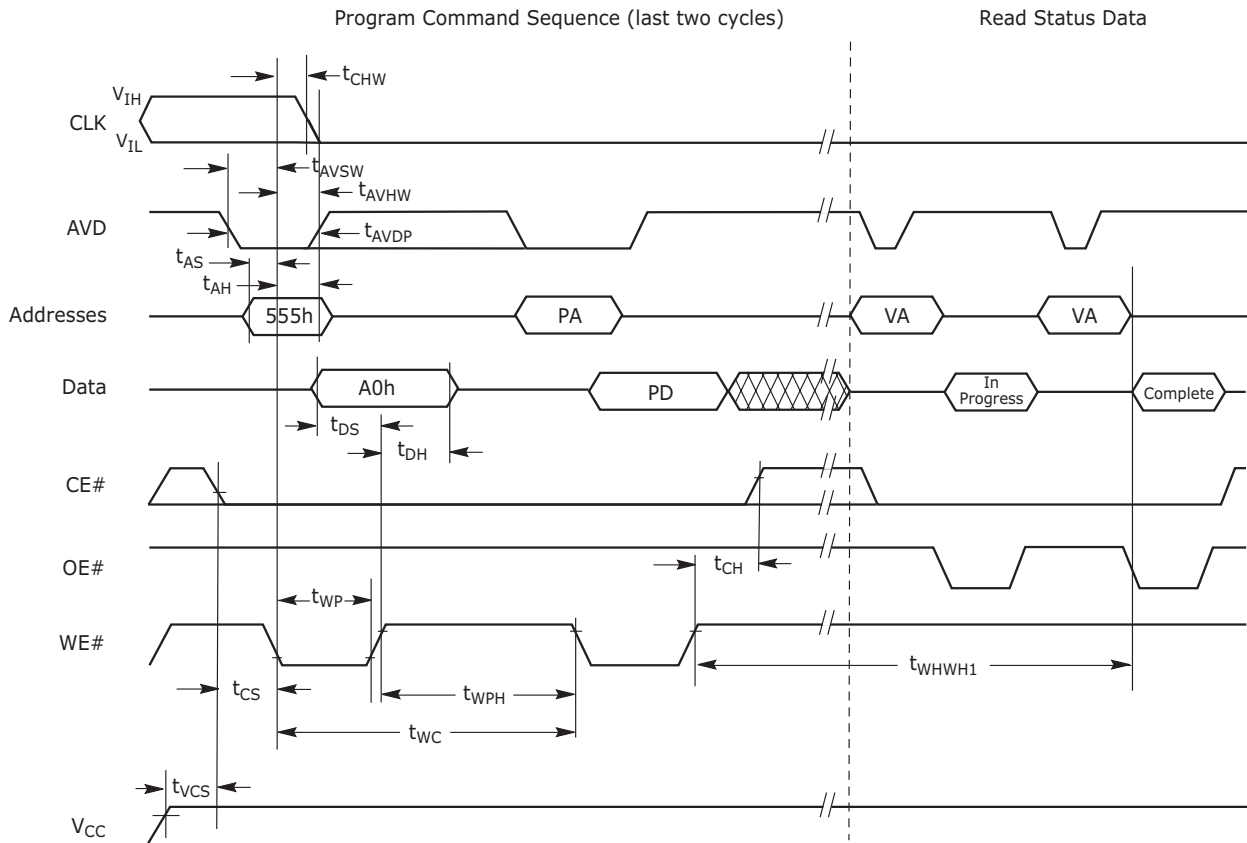 Program Command Sequence (last two cycles)
Read Status Data
tCHW
VIH
CLK
VIL
tAVSW
tAVHW
AVD
tAVDP
tAS
tAH
Addresses
555h
PA
VA
VA
Data
A0h
PD
In
Progress
Complete
tDS
tDH
CE#
OE#
tCH
tWP
WE#
tWHWH1
tCS
tWPH
tWC
tVCS
VCC